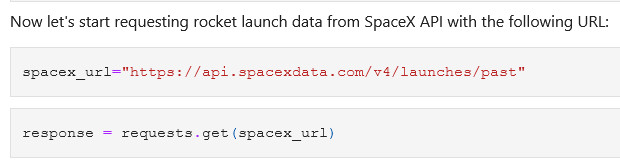 Now let's start requesting rocket launch data from SpaceX API with the following URL:
spacex_url="https://api.spacexdata.com/v4/launches/past"
response = requests.get(spacex_url)